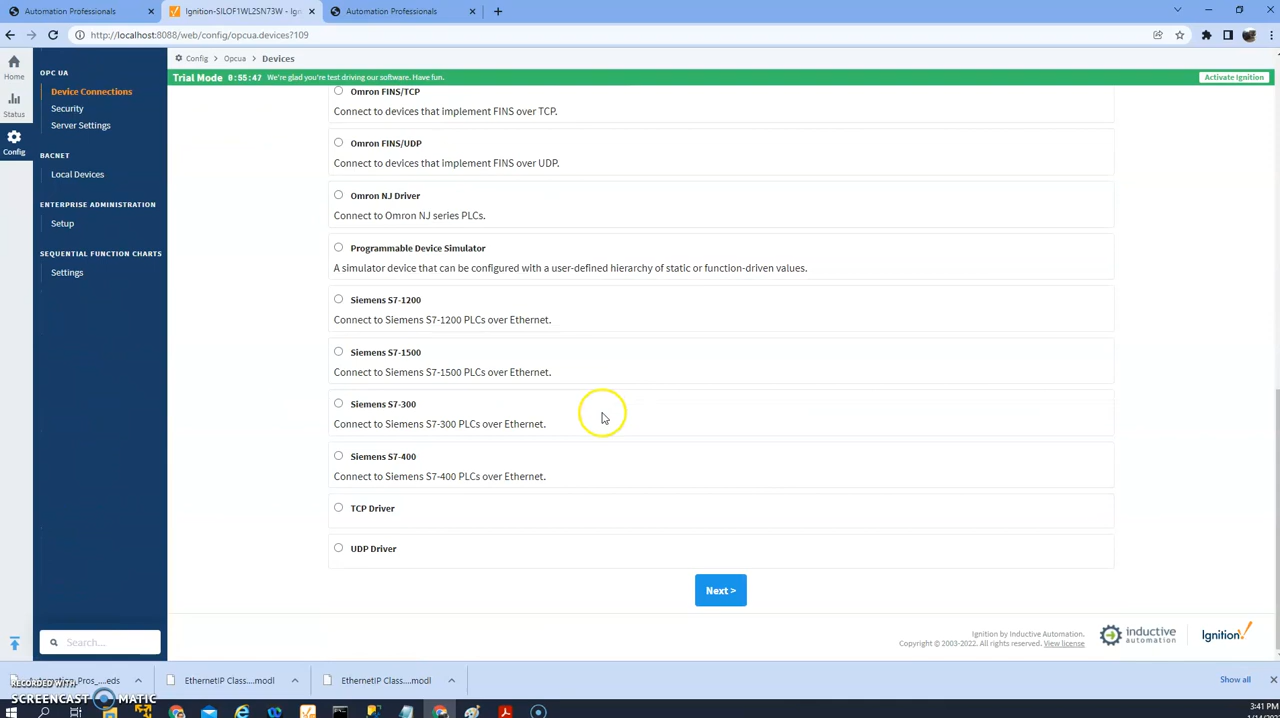 Automation Professionals
Ignition-SILOF1WL2SN73W - Ign
Automation Professionals
http://localhost:8088/web/config/opcua.devices?109
Config > Opcua > Devices
Trial Mode 0:55:47 We're glad you're test driving our software. Have fun.
Activate Ignition
Home
Status
Config
OPC UA
Device Connections
Security
Server Settings
BACNET
Local Devices
ENTERPRISE ADMINISTRATION
Setup
SEQUENTIAL FUNCTION CHARTS
Settings
Search...
Omron FINS/TCP
Connect to devices that implement FINS over TCP.
Omron FINS/UDP
Connect to devices that implement FINS over UDP.
Omron NJ Driver
Connect to Omron NJ series PLCs.
Programmable Device Simulator
A simulator device that can be configured with a user-defined hierarchy of static or function-driven values.
Siemens S7-1200
Connect to Siemens S7-1200 PLCs over Ethernet.
Siemens S7-1500
Connect to Siemens S7-1500 PLCs over Ethernet.
Siemens S7-300
Connect to Siemens S7-300 PLCs over Ethernet.
Siemens S7-400
Connect to Siemens S7-400 PLCs over Ethernet.
TCP Driver
UDP Driver
Next >
Ignition by Inductive Automation.
Copyright © 2003-2022. All rights reserved. View license
inductive
automation
Ignition
EtherNetIP Class....modl
EtherNetIP Class....modl
Show all
RECORDED WITH
SCREENCAST MATIC
3:41 PM